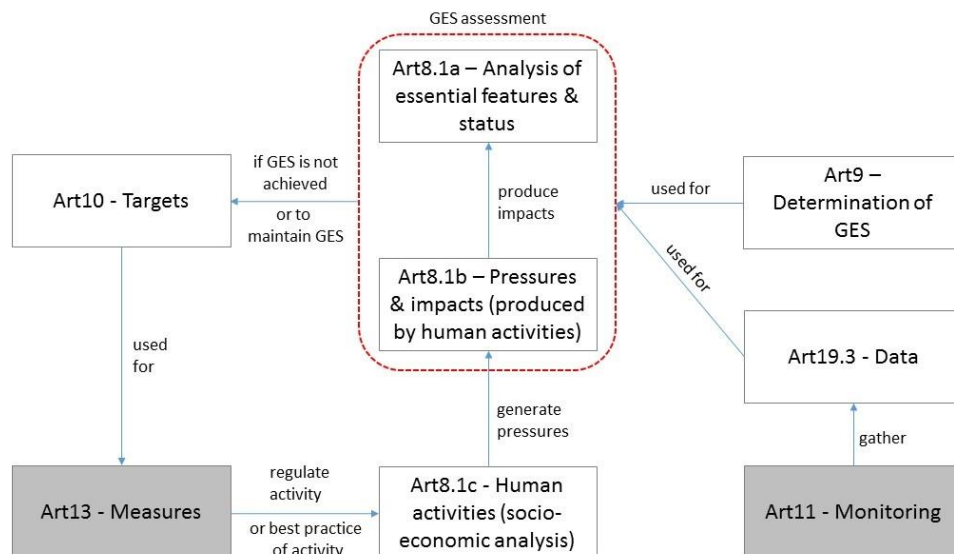 GES assessment
Art8.1a – Analysis of
essential features &
status
if GES is not
achieved
or to
maintain GES
Art10 - Targets
produce
impacts
used for
Art9 –
Determination of
GES
Art8.1b – Pressures
& impacts (produced
by human activities)
used for
used
for
Art19.3 - Data
generate
pressures
gather
Art13 - Measures
regulate
activity
or best practice
of activity
Art8.1c - Human
activities (socio-
economic analysis)
Art11 - Monitoring